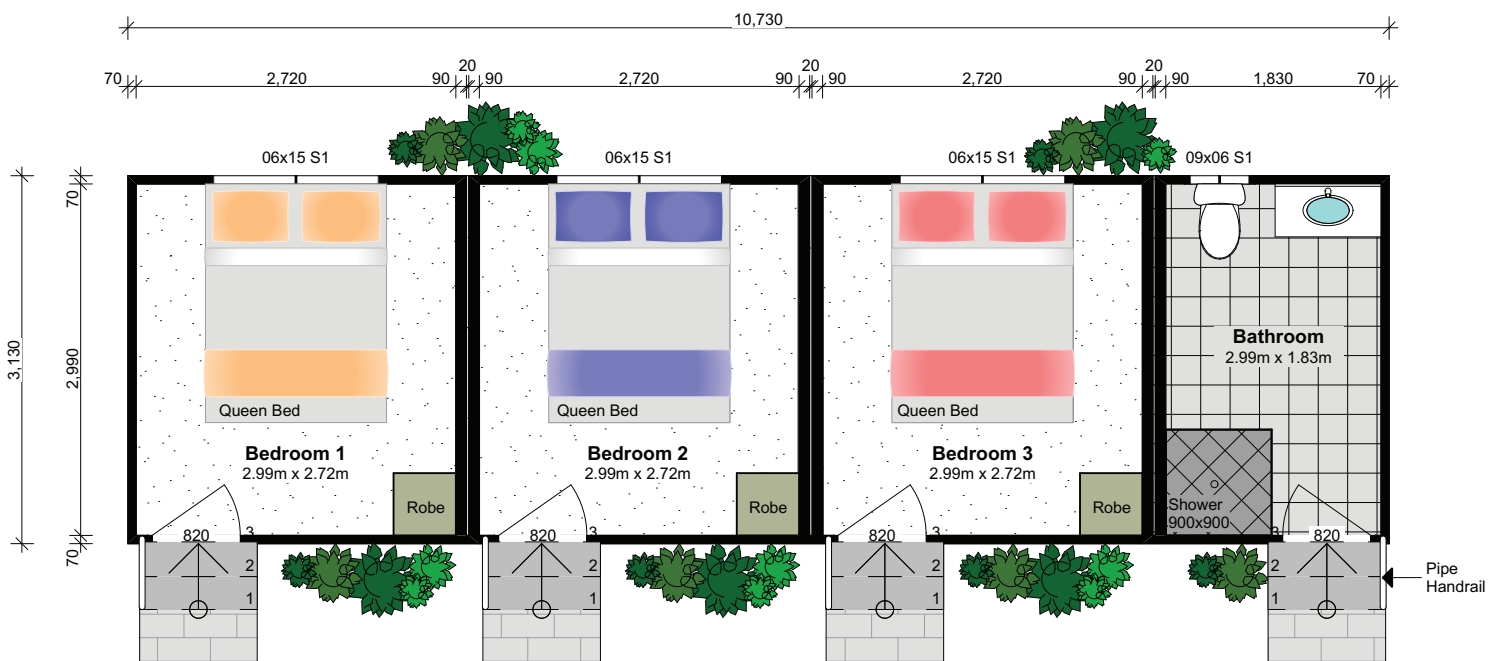 10,730
70
2,720
90
20
90
2,720
90
20
90
2,720
90
20
90
1,830
70
06x15 S1
06x15 S1
06x15 S1
09x06 S1
3,130
70
2,990
70
Queen Bed
Queen Bed
Queen Bed
Bedroom 1
2.99m x 2.72m
Bedroom 2
2.99m x 2.72m
Bedroom 3
2.99m x 2.72m
Bathroom
2.99m x 1.83m
Robe
Robe
Robe
Shower
900x900
820
3
2
1
820
3
2
1
820
3
2
1
820
3
2
1
Pipe
Handrail